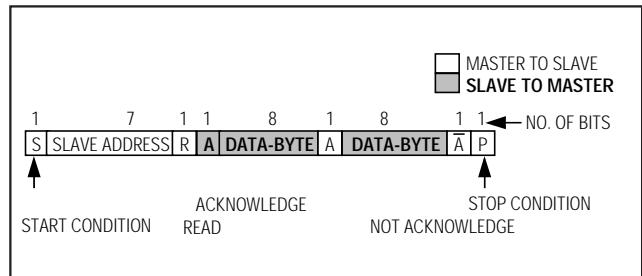 MASTER TO SLAVE
SLAVE TO MASTER
1 7 1 1 8 1 8 1 1 NO. OF BITS
S SLAVE ADDRESS R A DATA-BYTE A DATA-BYTE A̅ P
ACKNOWLEDGE STOP CONDITION
START CONDITION READ NOT ACKNOWLEDGE